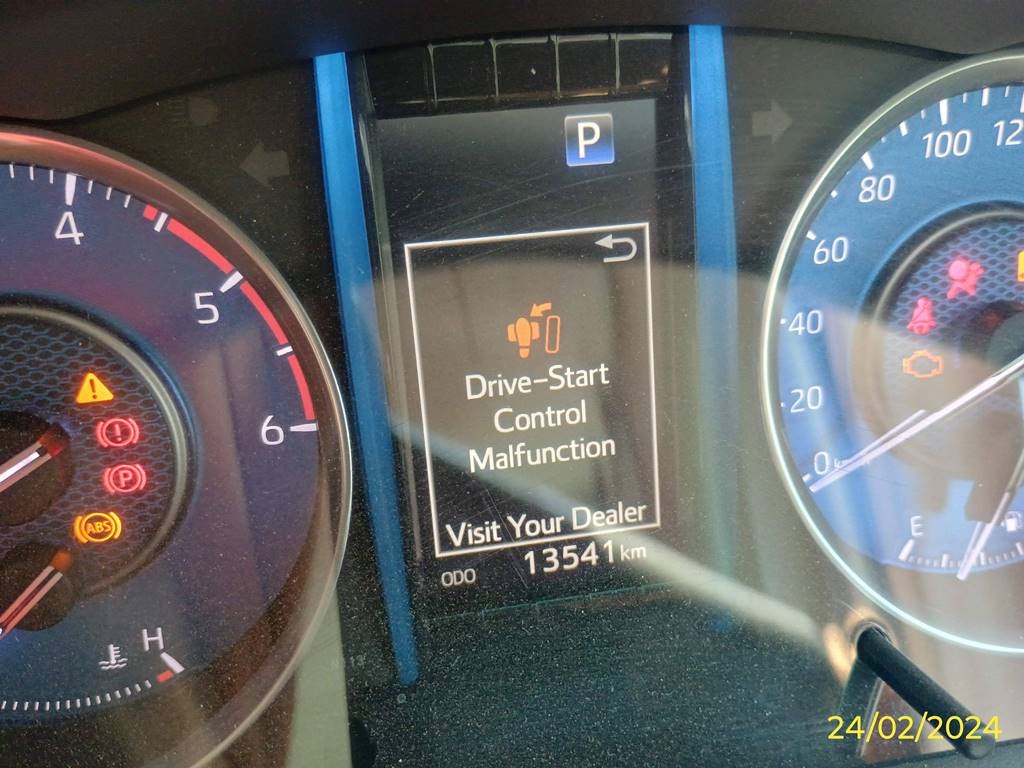 4
5
6
ABS
P
H
P
Drive-Start
Control
Malfunction
Visit Your Dealer
ODO 13541 km
100
80
60
40
20
0
E
24/02/2024